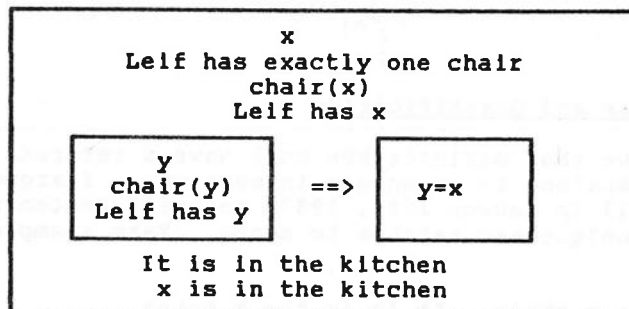 x
Leif has exactly one chair
chair(x)
Leif has x
y
chair(y) ==> y=x
Leif has y
It is in the kitchen
x is in the kitchen